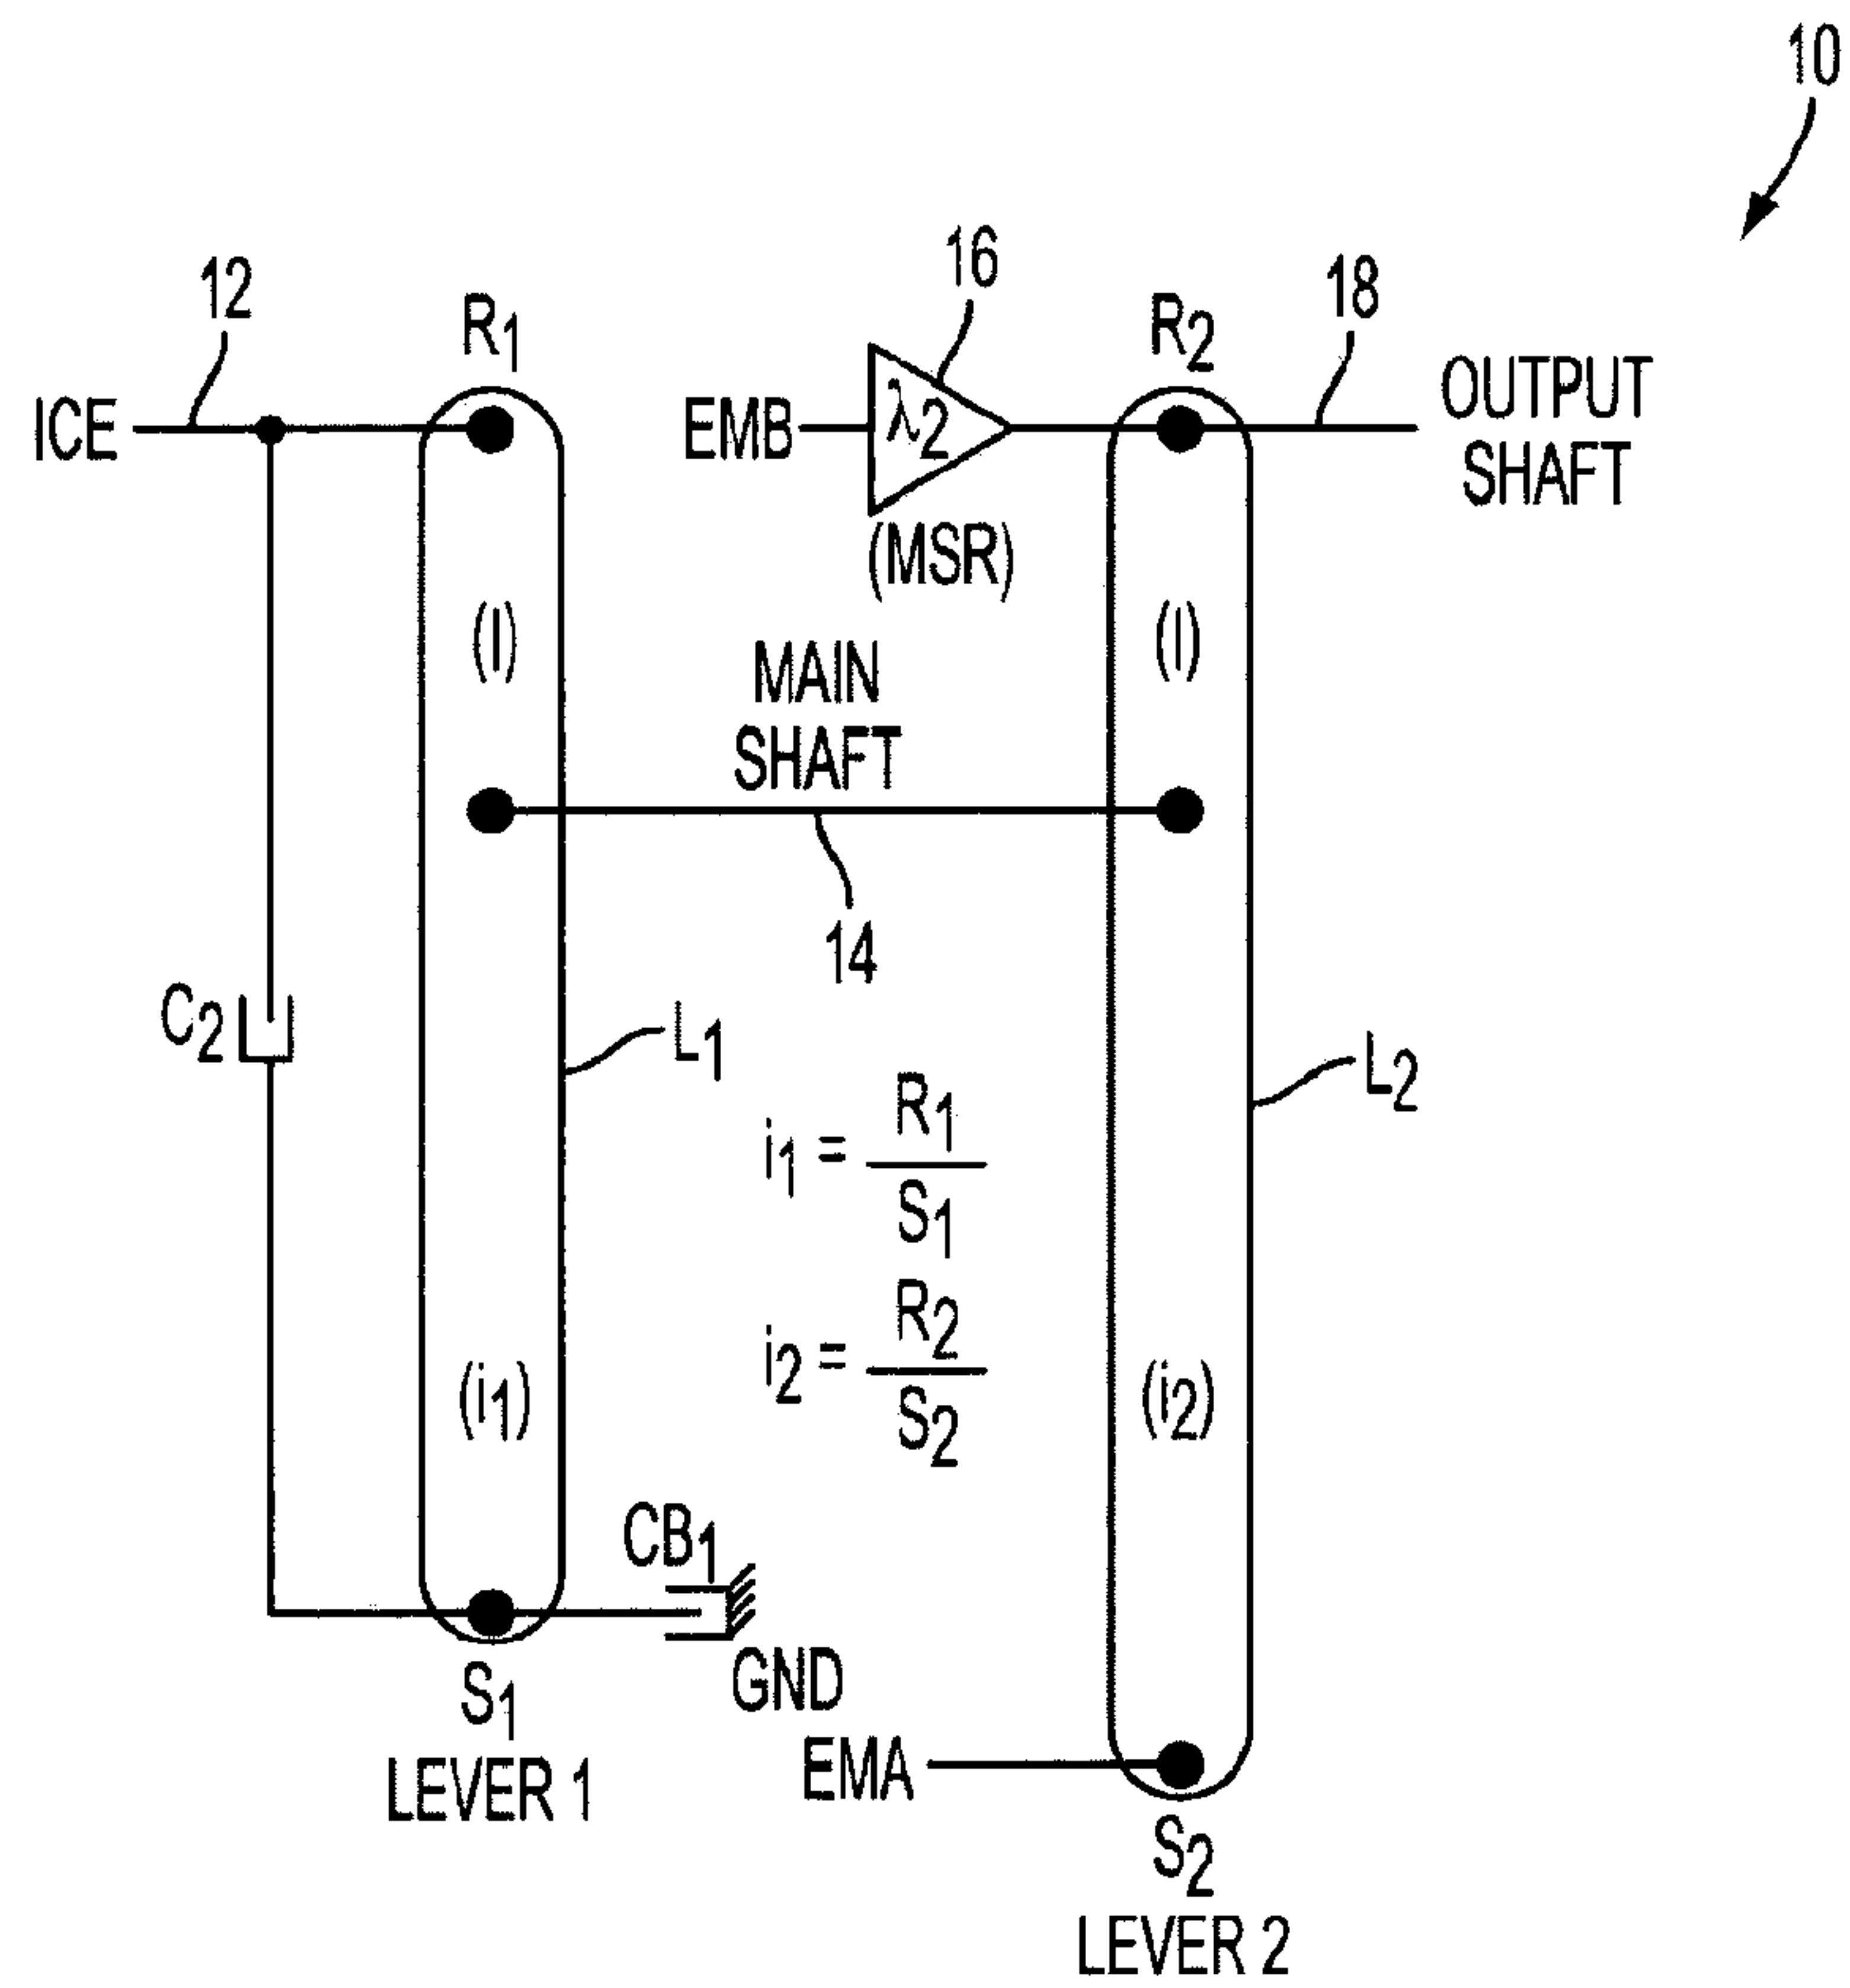 10
12
R1
16
R2
18
ICE
EMB
λ2
OUTPUT
SHAFT
(MSR)
(I)
(I)
MAIN
SHAFT
14
C2
L1
L2
i1 = R1
S1
i2 = R2
S2
(i1)
(i2)
CB1
GND
S1
LEVER 1
EMA
S2
LEVER 2